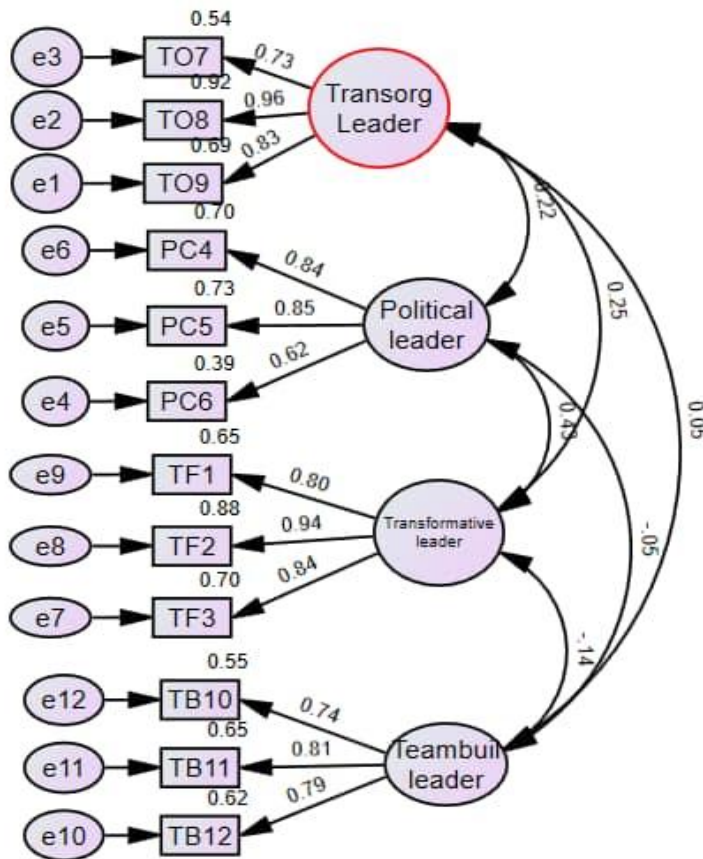 0.54
e3
TO7
0.73
Transorg
Leader
0.92
e2
TO8
0.96
0.69
e1
TO9
0.83
0.22
0.70
e6
PC4
0.84
Political
leader
0.25
0.73
e5
PC5
0.85
0.05
0.39
e4
PC6
0.62
0.43
0.65
e9
TF1
0.80
Transformative
leader
0.88
e8
TF2
0.94
-.05
0.70
e7
TF3
0.84
-.14
0.55
e12
TB10
0.74
Teambuil
leader
0.65
e11
TB11
0.81
0.62
e10
TB12
0.79